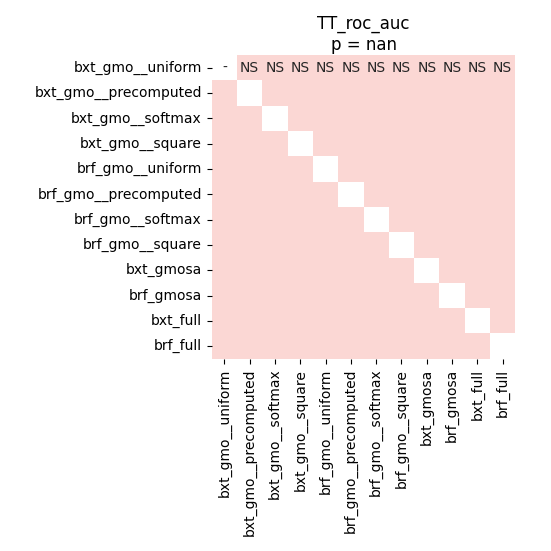 TT_roc_auc
p = nan
bxt_gmo__uniform - NS NS NS NS NS NS NS NS NS NS NS
bxt_gmo__precomputed
bxt_gmo__softmax
bxt_gmo__square
brf_gmo__uniform
brf_gmo__precomputed
brf_gmo__softmax
brf_gmo__square
bxt_gmosa
brf_gmosa
bxt_full
brf_full
bxt_gmo__uniform
bxt_gmo__precomputed
bxt_gmo__softmax
bxt_gmo__square
brf_gmo__uniform
brf_gmo__precomputed
brf_gmo__softmax
brf_gmo__square
bxt_gmosa
brf_gmosa
bxt_full
brf_full